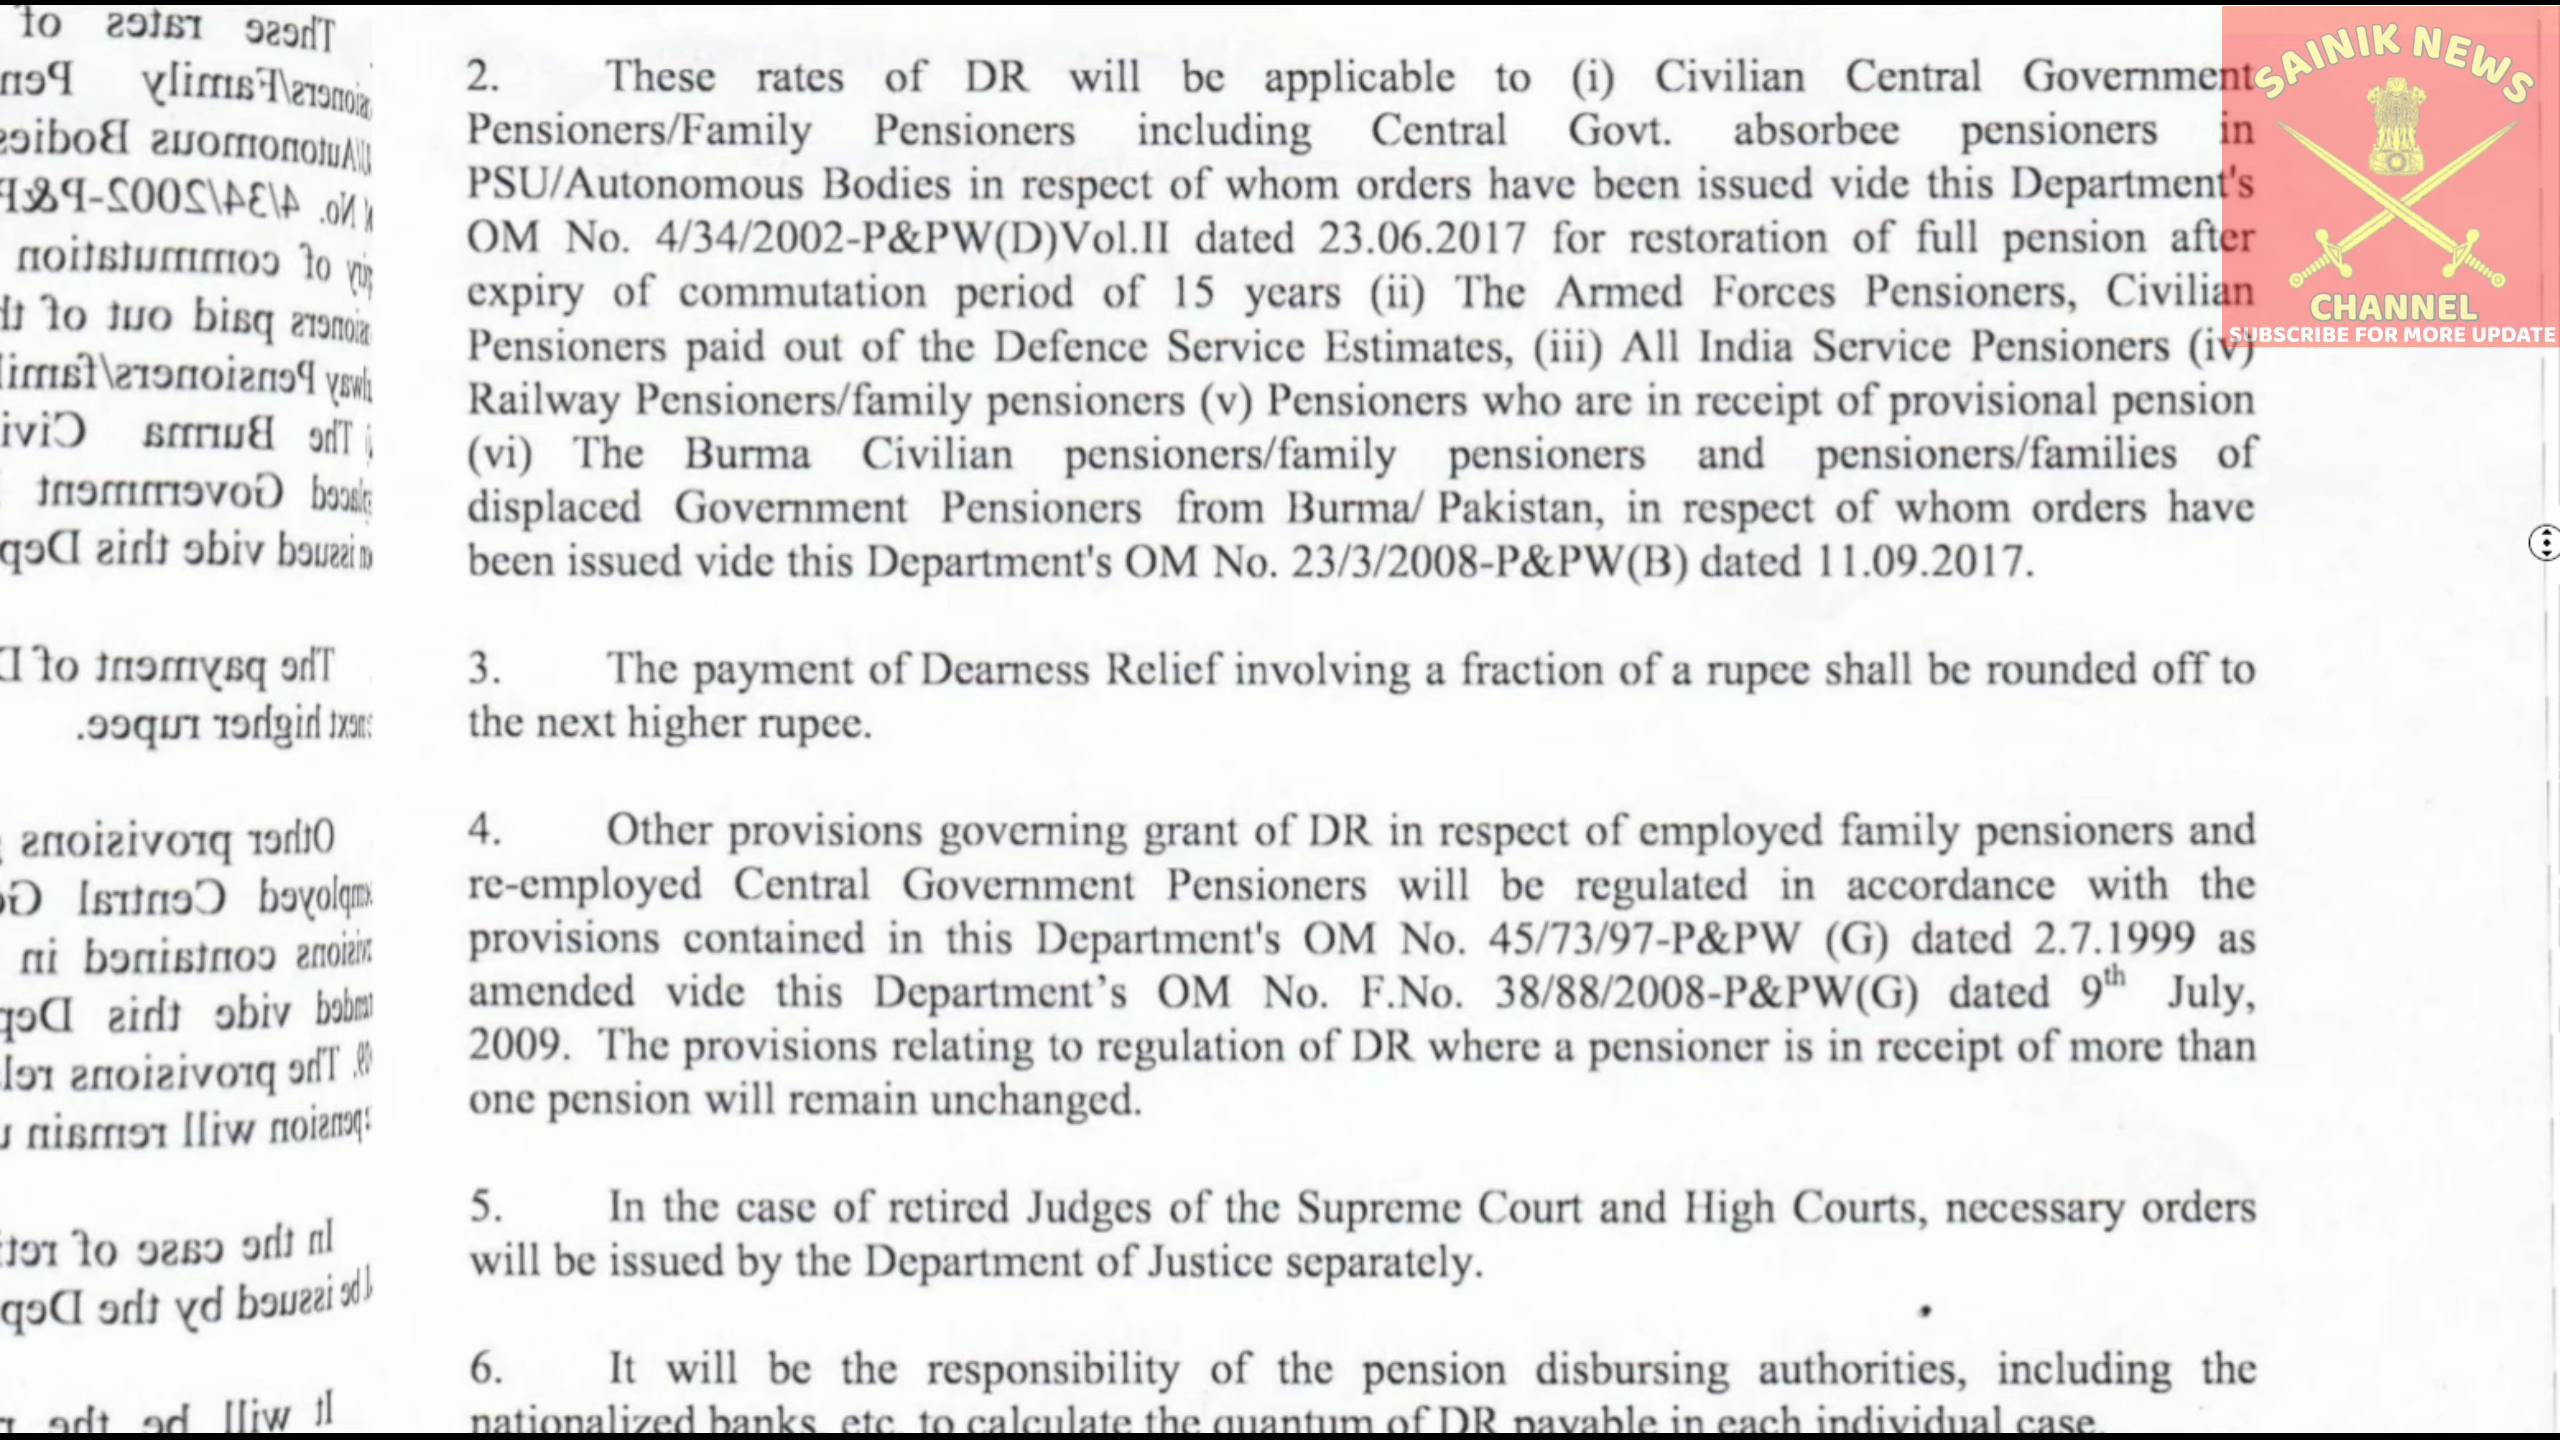 2. These rates of DR will be applicable to (i) Civilian Central Government
Pensioners/Family Pensioners including Central Govt. absorbee pensioners in
PSU/Autonomous Bodies in respect of whom orders have been issued vide this Department's
OM No. 4/34/2002-P&PW(D)Vol.II dated 23.06.2017 for restoration of full pension after
expiry of commutation period of 15 years (ii) The Armed Forces Pensioners, Civilian
Pensioners paid out of the Defence Service Estimates, (iii) All India Service Pensioners (iv)
Railway Pensioners/family pensioners (v) Pensioners who are in receipt of provisional pension
(vi) The Burma Civilian pensioners/family pensioners and pensioners/families of
displaced Government Pensioners from Burma/ Pakistan, in respect of whom orders have
been issued vide this Department's OM No. 23/3/2008-P&PW(B) dated 11.09.2017.
3. The payment of Dearness Relief involving a fraction of a rupee shall be rounded off to
the next higher rupee.
4. Other provisions governing grant of DR in respect of employed family pensioners and
re-employed Central Government Pensioners will be regulated in accordance with the
provisions contained in this Department's OM No. 45/73/97-P&PW (G) dated 2.7.1999 as
amended vide this Department’s OM No. F.No. 38/88/2008-P&PW(G) dated 9th July,
2009. The provisions relating to regulation of DR where a pensioner is in receipt of more than
one pension will remain unchanged.
5. In the case of retired Judges of the Supreme Court and High Courts, necessary orders
will be issued by the Department of Justice separately.
6. It will be the responsibility of the pension disbursing authorities, including the
nationalized banks, etc. to calculate the quantum of DR payable in each individual case.
SAINIK NEWS
CHANNEL
SUBSCRIBE FOR MORE UPDATE